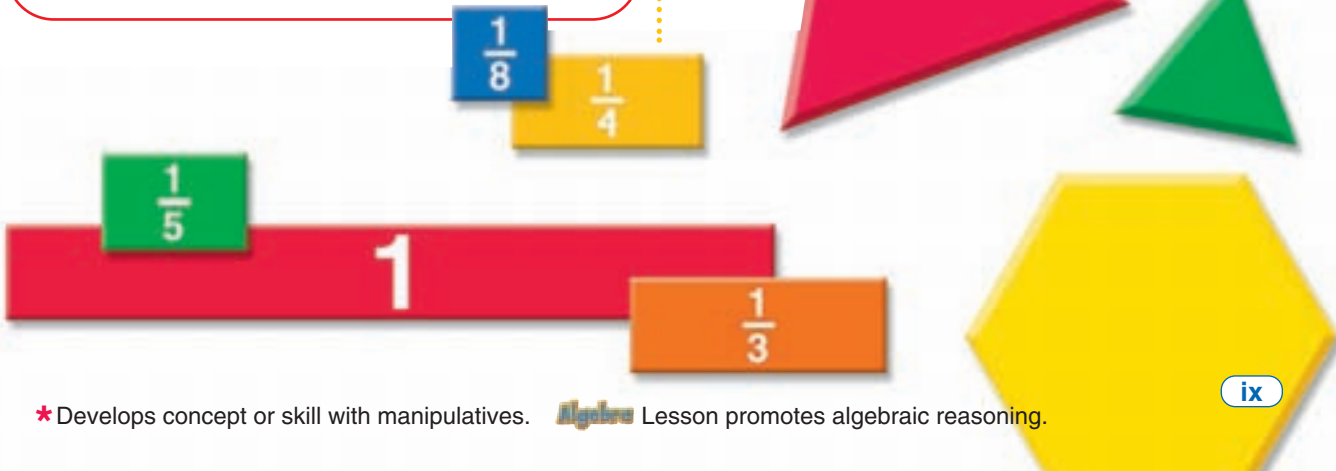 1/8
1/4
1/5
1
1/3
ix
* Develops concept or skill with manipulatives. Algebra Lesson promotes algebraic reasoning.